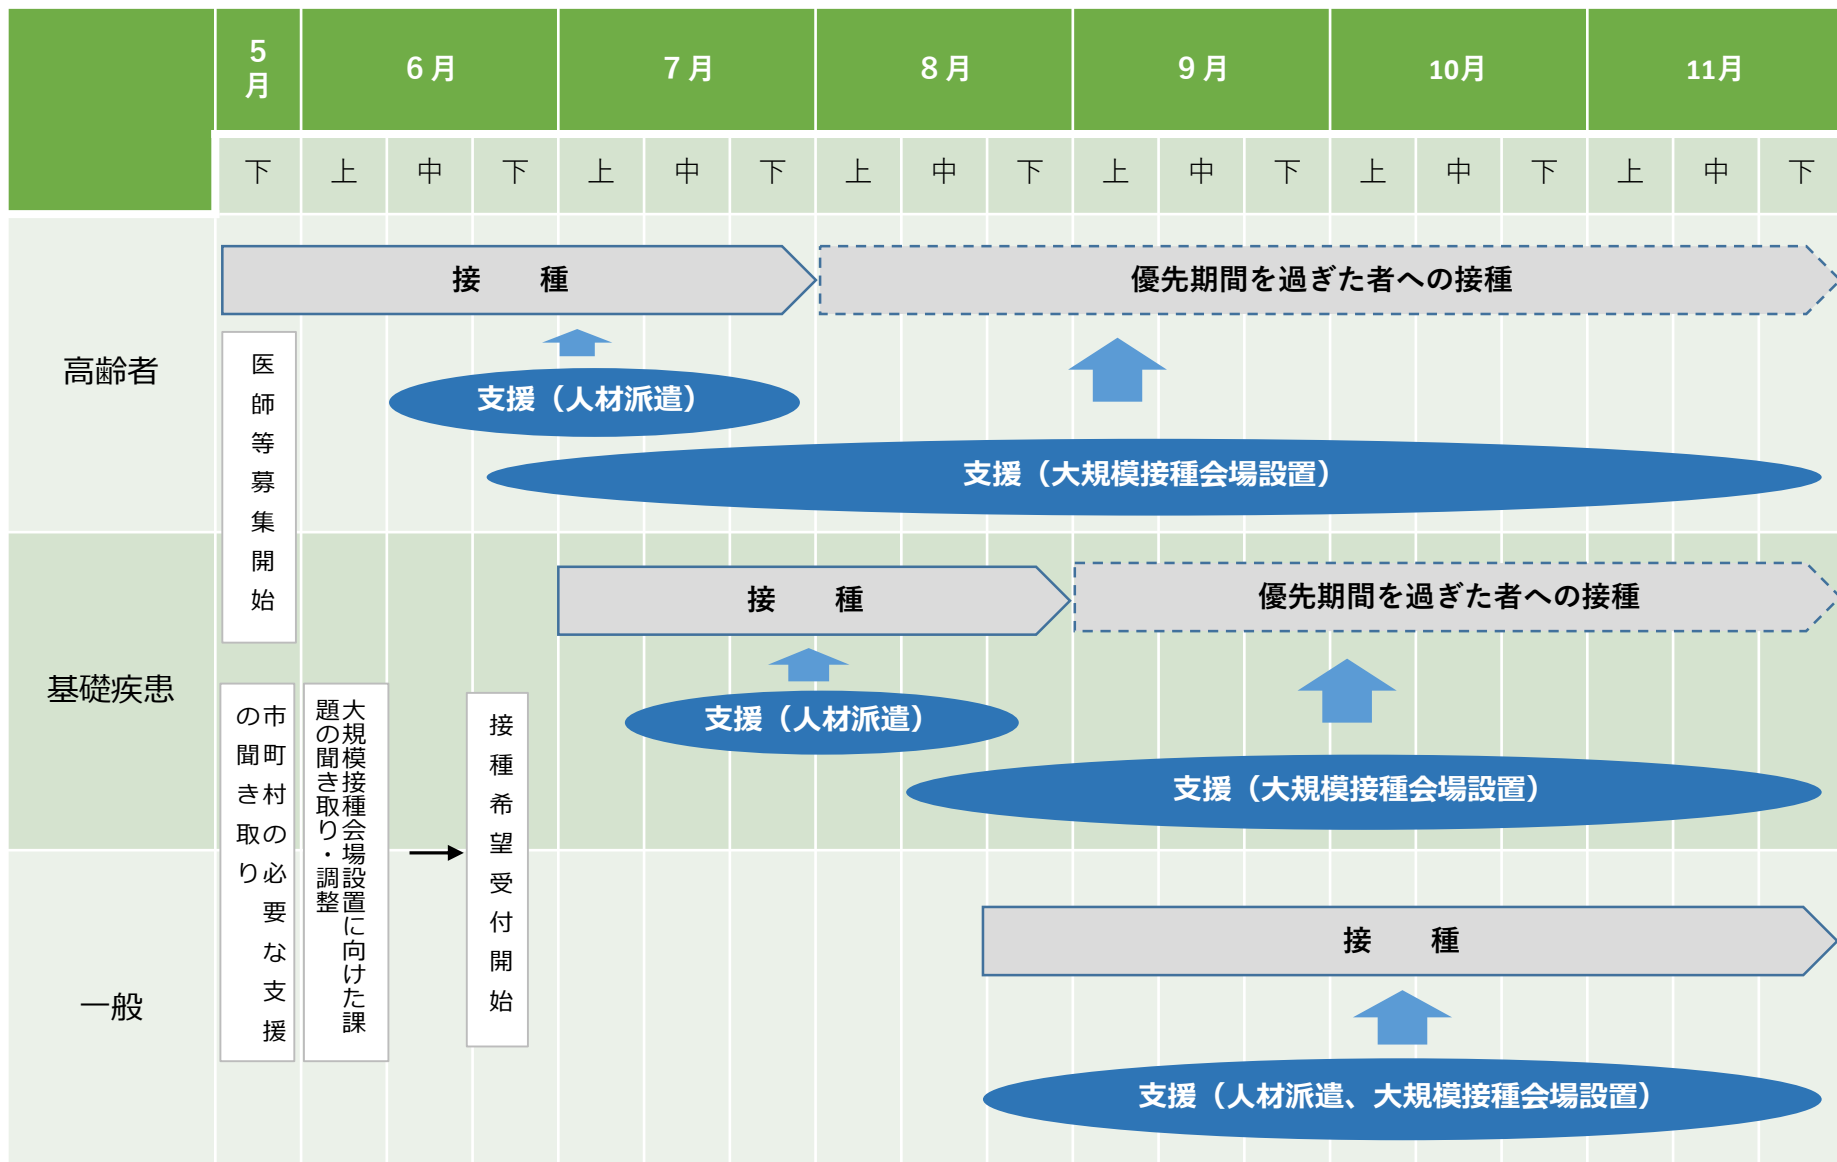 5
月
６月
７月
８月
９月
10月
11月
下
上
中
下
上
中
下
上
中
下
上
中
下
上
中
下
上
中
下
高齢者
接　　種
優先期間を過ぎた者への接種
支援（人材派遣）
支援（大規模接種会場設置）
医師等募集開始
基礎疾患
接　　種
優先期間を過ぎた者への接種
支援（人材派遣）
支援（大規模接種会場設置）
市町村の必要な支援
の聞き取り
大規模接種会場設置に向けた課
題の聞き取り・調整
接種希望受付開始
一般
接　　種
支援（人材派遣、大規模接種会場設置）